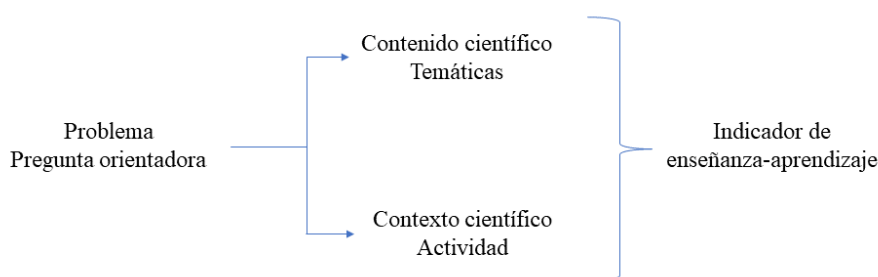 Contenido científico
Temáticas
Problema
Pregunta orientadora
Indicador de
enseñanza-aprendizaje
Contexto científico
Actividad